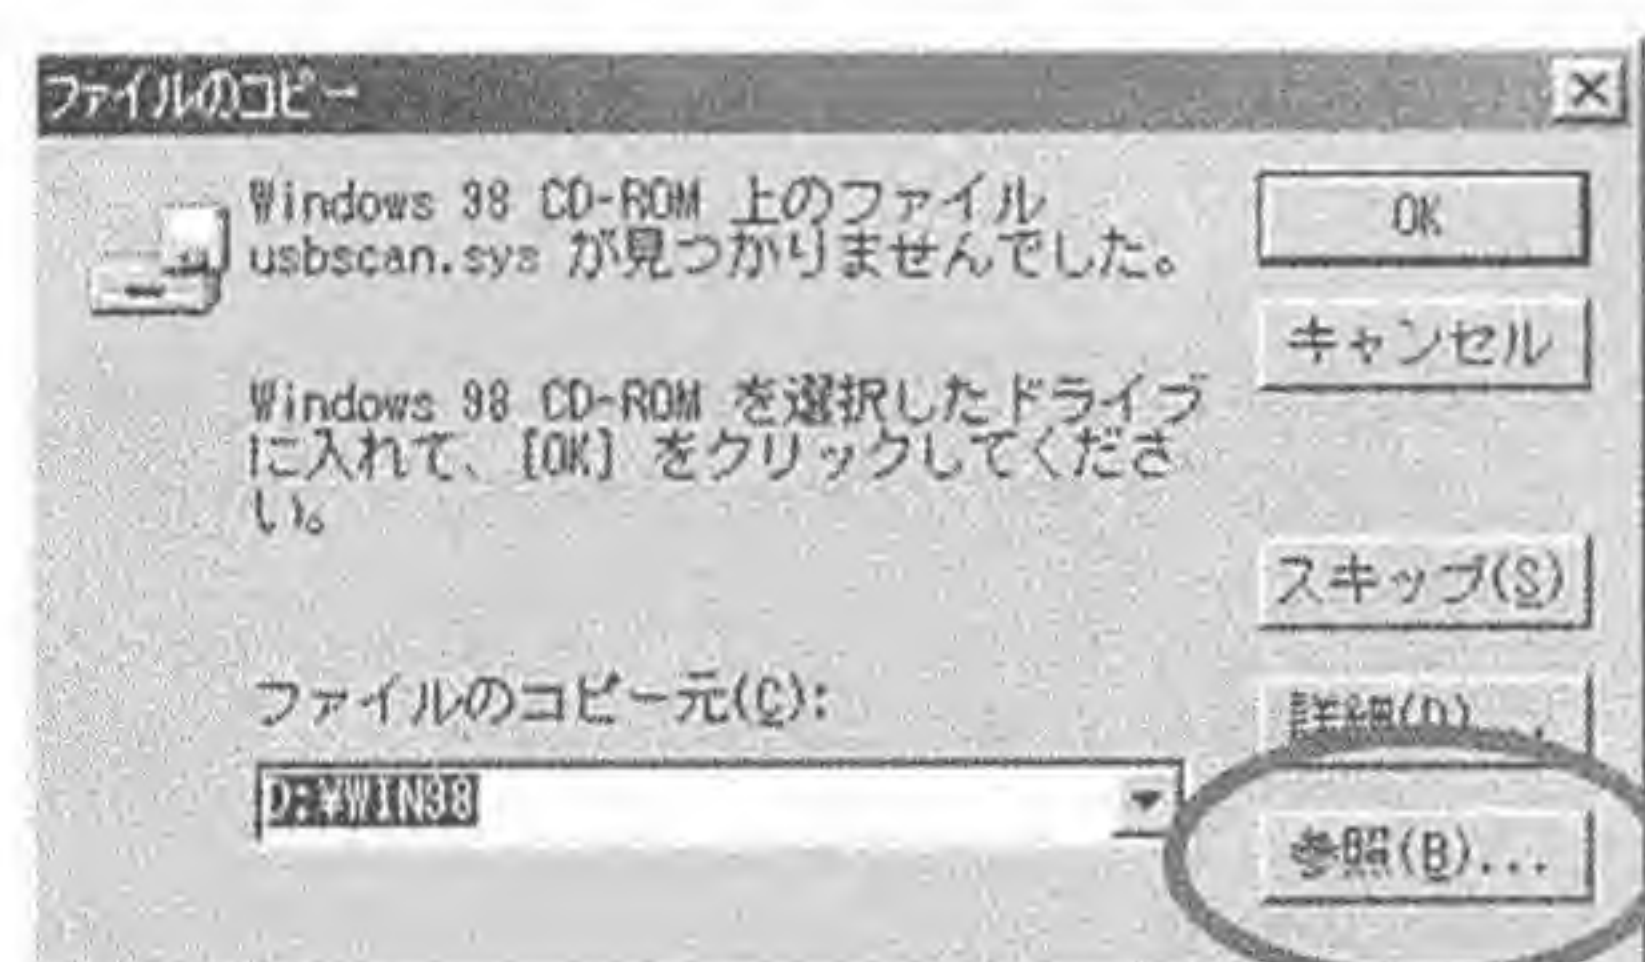 ファイルのコピー
Windows 98 CD-ROM 上のファイル
usbscan.sys が見つかりませんでした。
OK
キャンセル
Windows 98 CD-ROM を選択したドライブ
に入れて、[OK] をクリックしてくださ
い。
スキップ(S)
ファイルのコピー元(C):
詳細(D)...
D:¥WIN98
参照(B)...